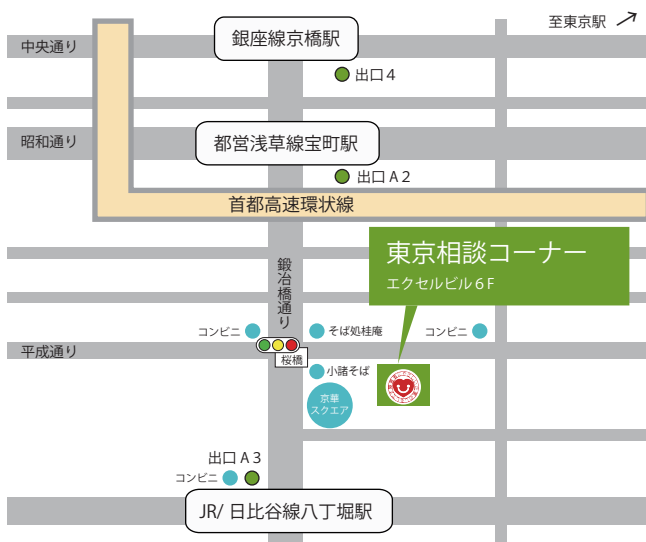 至東京駅
中央通り
銀座線京橋駅
出口4
昭和通り
都営浅草線宝町駅
出口A2
首都高速環状線
東京相談コーナー
エクセルビル6F
鍛冶橋通り
コンビニ
そば処桂庵
コンビニ
平成通り
桜橋
小諸そば
京華
スクエア
出口A3
コンビニ
JR/日比谷線八丁堀駅